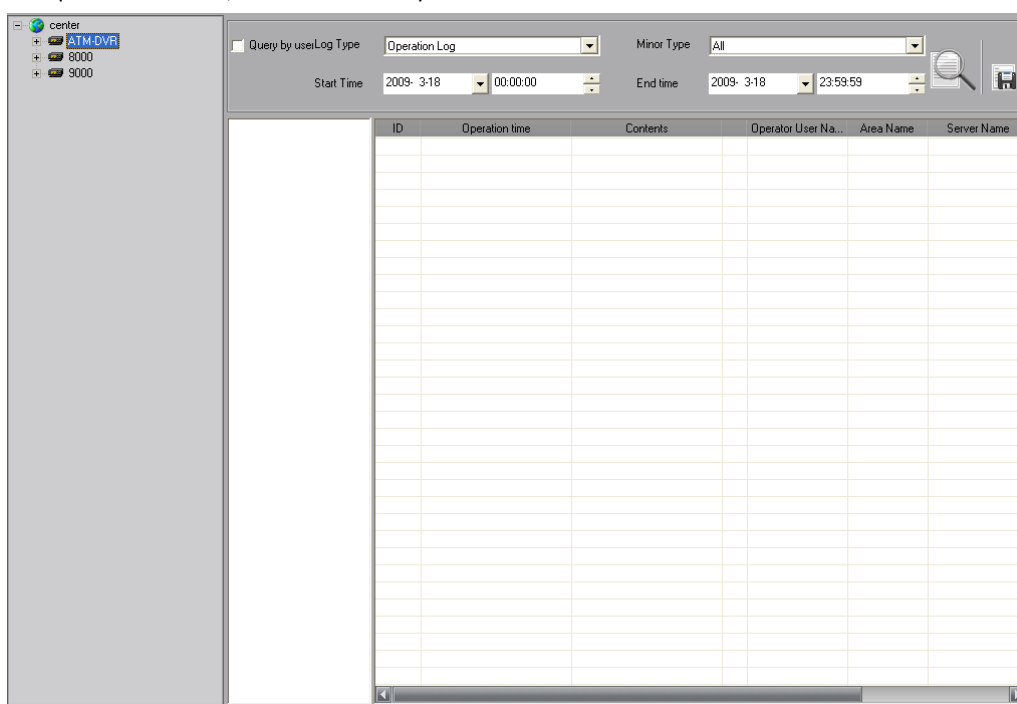 center
ATM-DVR
8000
9000
Query by user Log Type Operation Log Minor Type All
Start Time 2009- 3-18 00:00:00 End time 2009- 3-18 23:59:59
ID Operation time Contents Operator User Na... Area Name Server Name